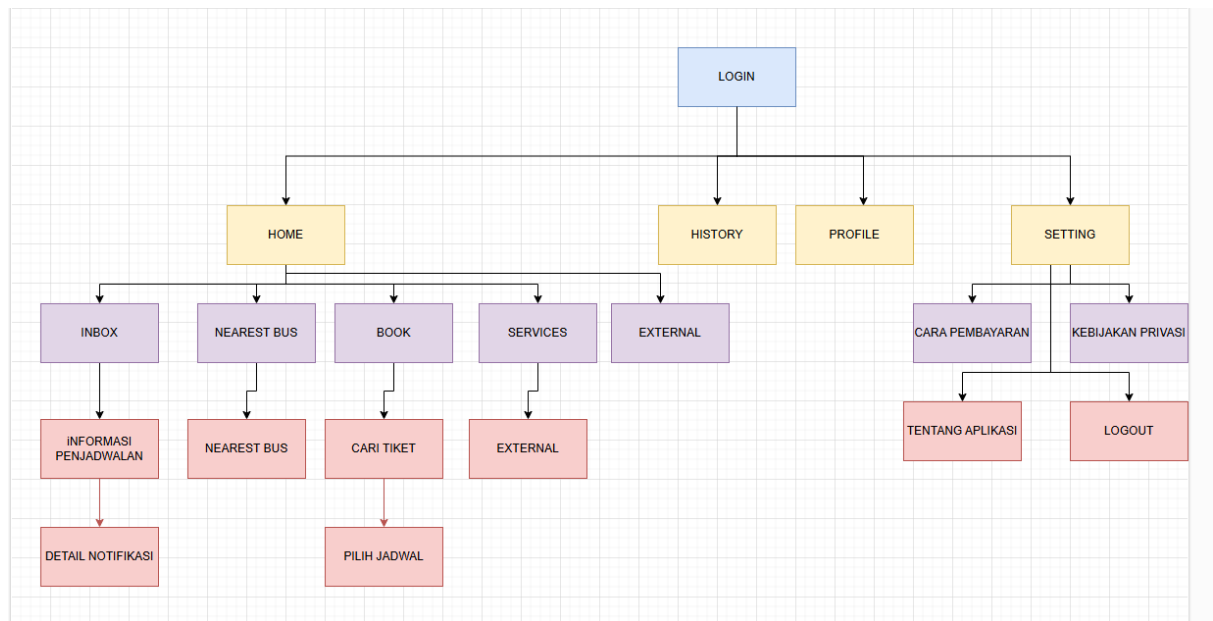 LOGIN
HOME
HISTORY
PROFILE
SETTING
INBOX
NEAREST BUS
BOOK
SERVICES
EXTERNAL
CARA PEMBAYARAN
KEBIJAKAN PRIVASI
iNFORMASI
PENJADWALAN
NEAREST BUS
CARI TIKET
EXTERNAL
TENTANG APLIKASI
LOGOUT
DETAIL NOTIFIKASI
PILIH JADWAL